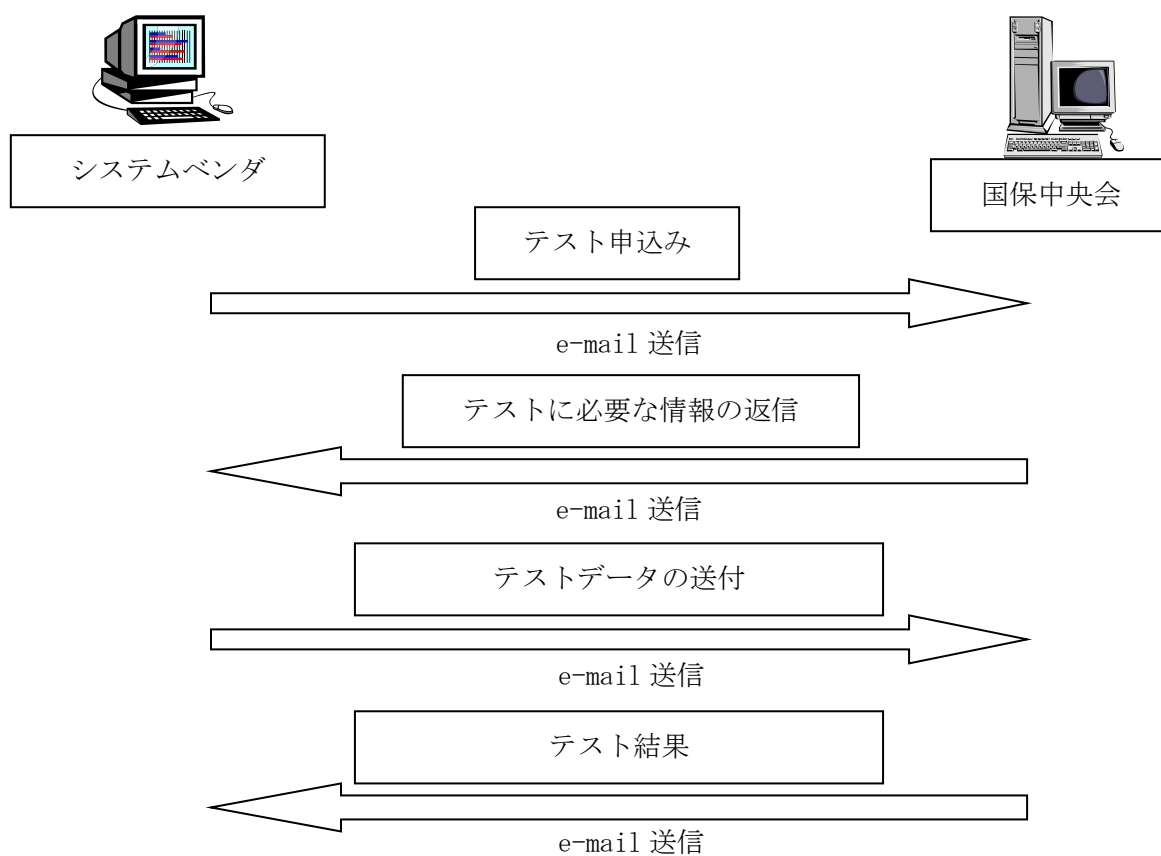 システムベンダ
国保中央会
テスト申込み
e-mail 送信
テストに必要な情報の返信
e-mail 送信
テストデータの送付
e-mail 送信
テスト結果
e-mail 送信